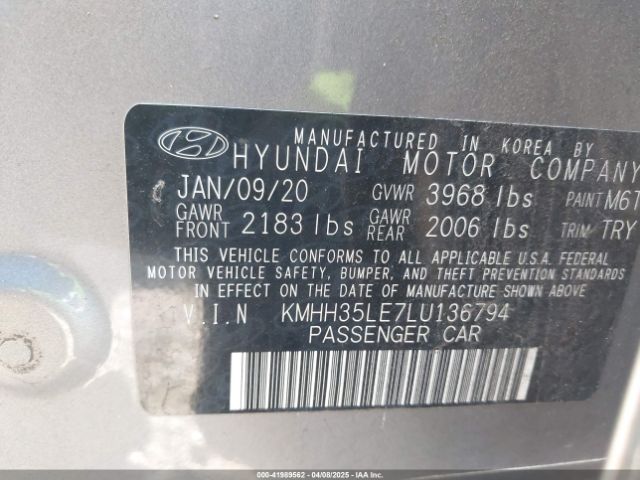 MANUFACTURED IN KOREA BY
HYUNDAI MOTOR COMPANY
JAN/09/20 GVWR 3968 lbs PAINT M6T
GAWR FRONT 2183 lbs GAWR REAR 2006 lbs TRIM TRY
THIS VEHICLE CONFORMS TO ALL APPLICABLE U.S.A. FEDERAL
MOTOR VEHICLE SAFETY, BUMPER, AND THEFT PREVENTION STANDARDS
IN EFFECT ON THE DATE OF MANUFACTURE SHOWN ABOVE
V.I.N KMHH35LE7LU136794
PASSENGER CAR
000-41989562 - 04/08/2025 - IAAI.COM